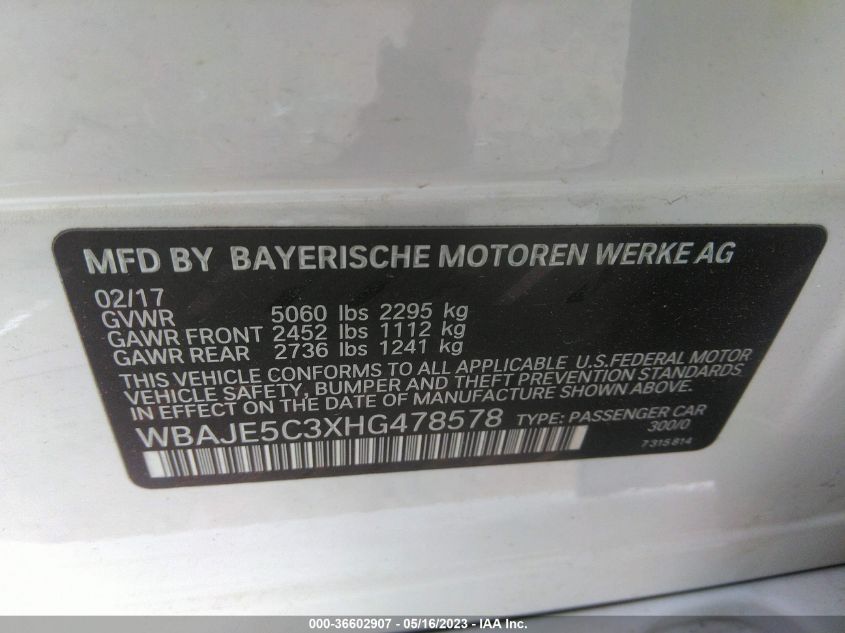 MFD BY BAYERISCHE MOTOREN WERKE AG
02/17
GVWR 5060 lbs 2295 kg
GAWR FRONT 2452 lbs 1112 kg
GAWR REAR 2736 lbs 1241 kg
THIS VEHICLE CONFORMS TO ALL APPLICABLE U.S.FEDERAL MOTOR
VEHICLE SAFETY, BUMPER AND THEFT PREVENTION STANDARDS
IN EFFECT ON THE DATE OF MANUFACTURE SHOWN ABOVE.
WBAJE5C3XHG478578 TYPE: PASSENGER CAR
300/0
7315814
000-36602907 - 05/16/2023 - IAA Inc.